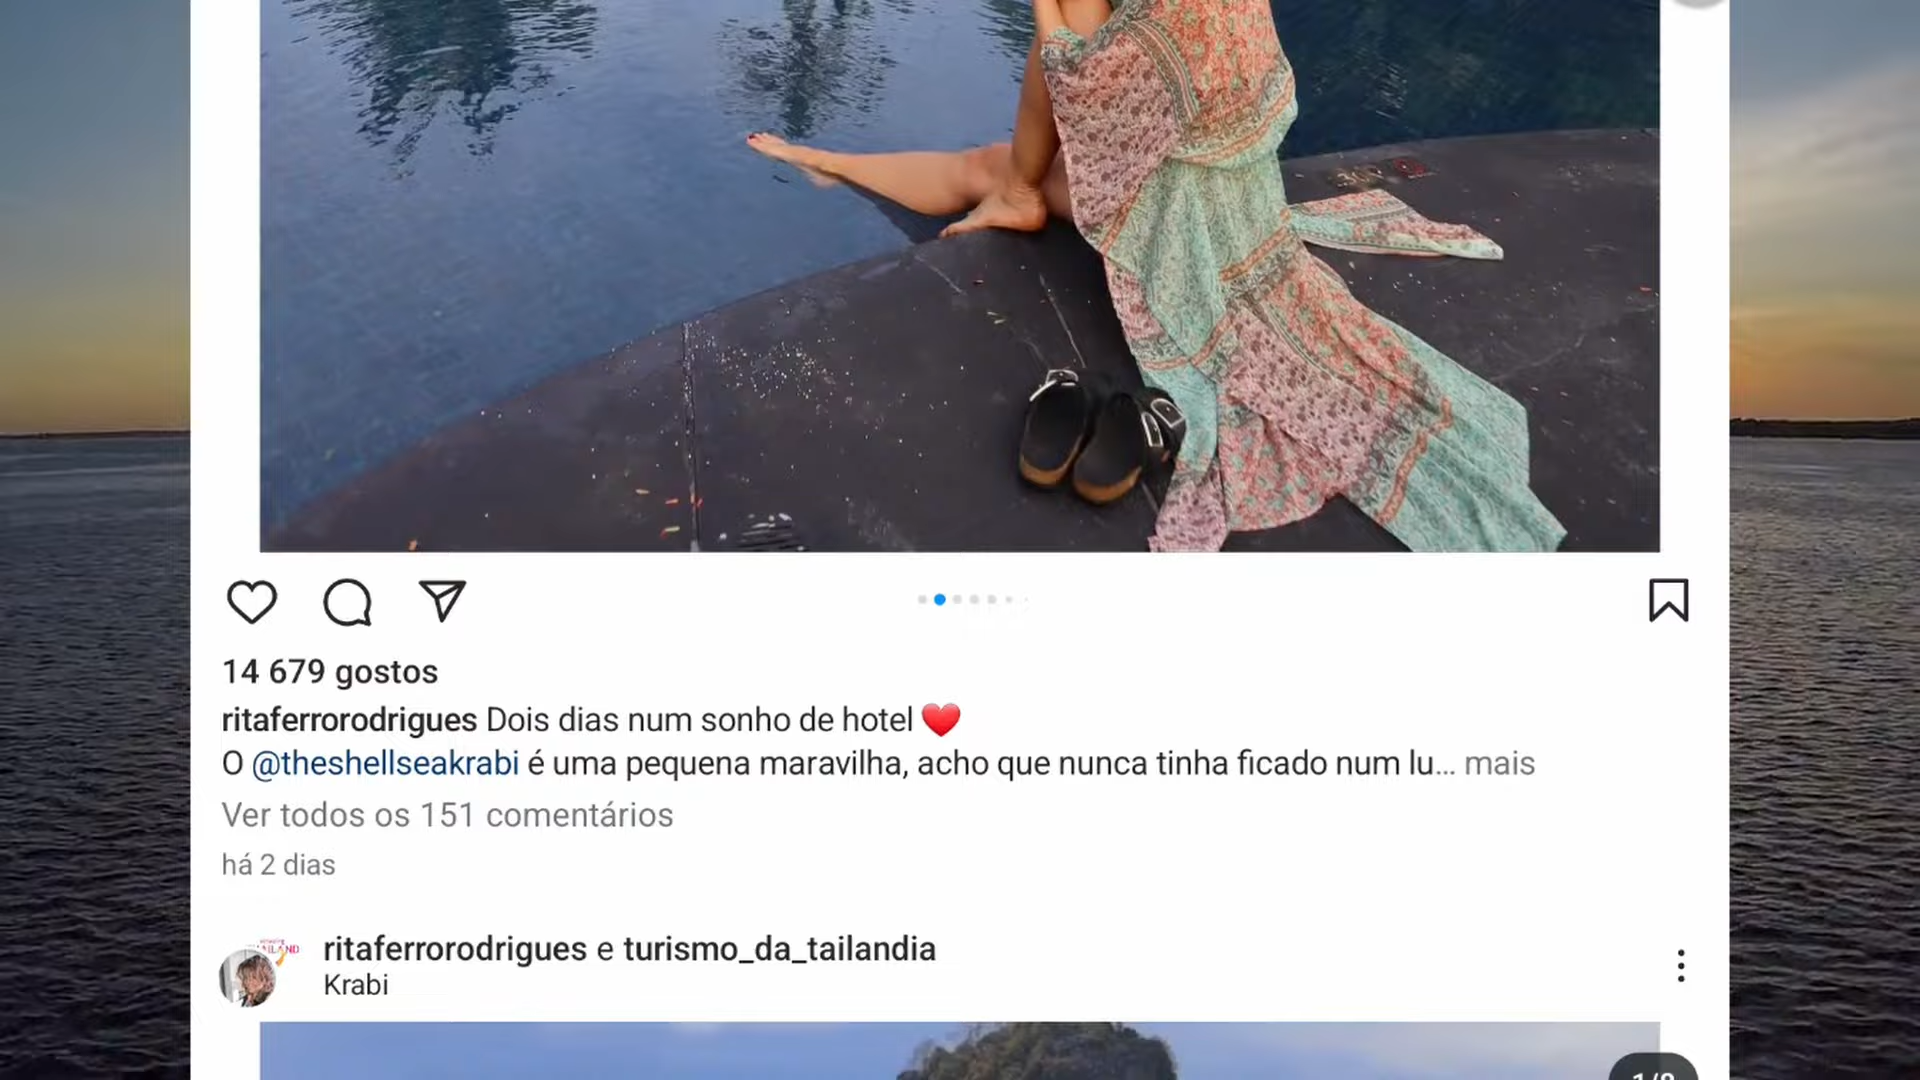 14 679 gostos
ritaferrorodrigues Dois dias num sonho de hotel ❤️
O @theshellseakrabi é uma pequena maravilha, acho que nunca tinha ficado num lu... mais
Ver todos os 151 comentários
há 2 dias
ritaferrorodrigues e turismo_da_tailandia
Krabi